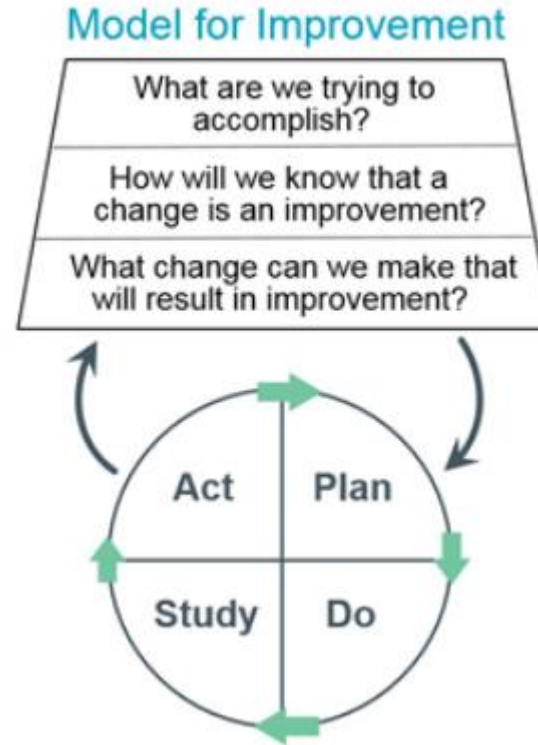 Model for Improvement
What are we trying to
accomplish?
How will we know that a
change is an improvement?
What change can we make that
will result in improvement?
Act
Plan
Study
Do